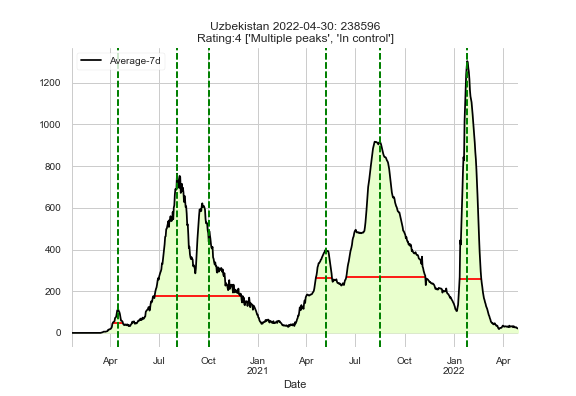 Uzbekistan 2022-04-30: 238596
Rating:4 ['Multiple peaks', 'In control']
Average-7d
1200
1000
800
600
400
200
0
Apr Jul Oct Jan Apr Jul Oct Jan Apr
2021 2022
Date